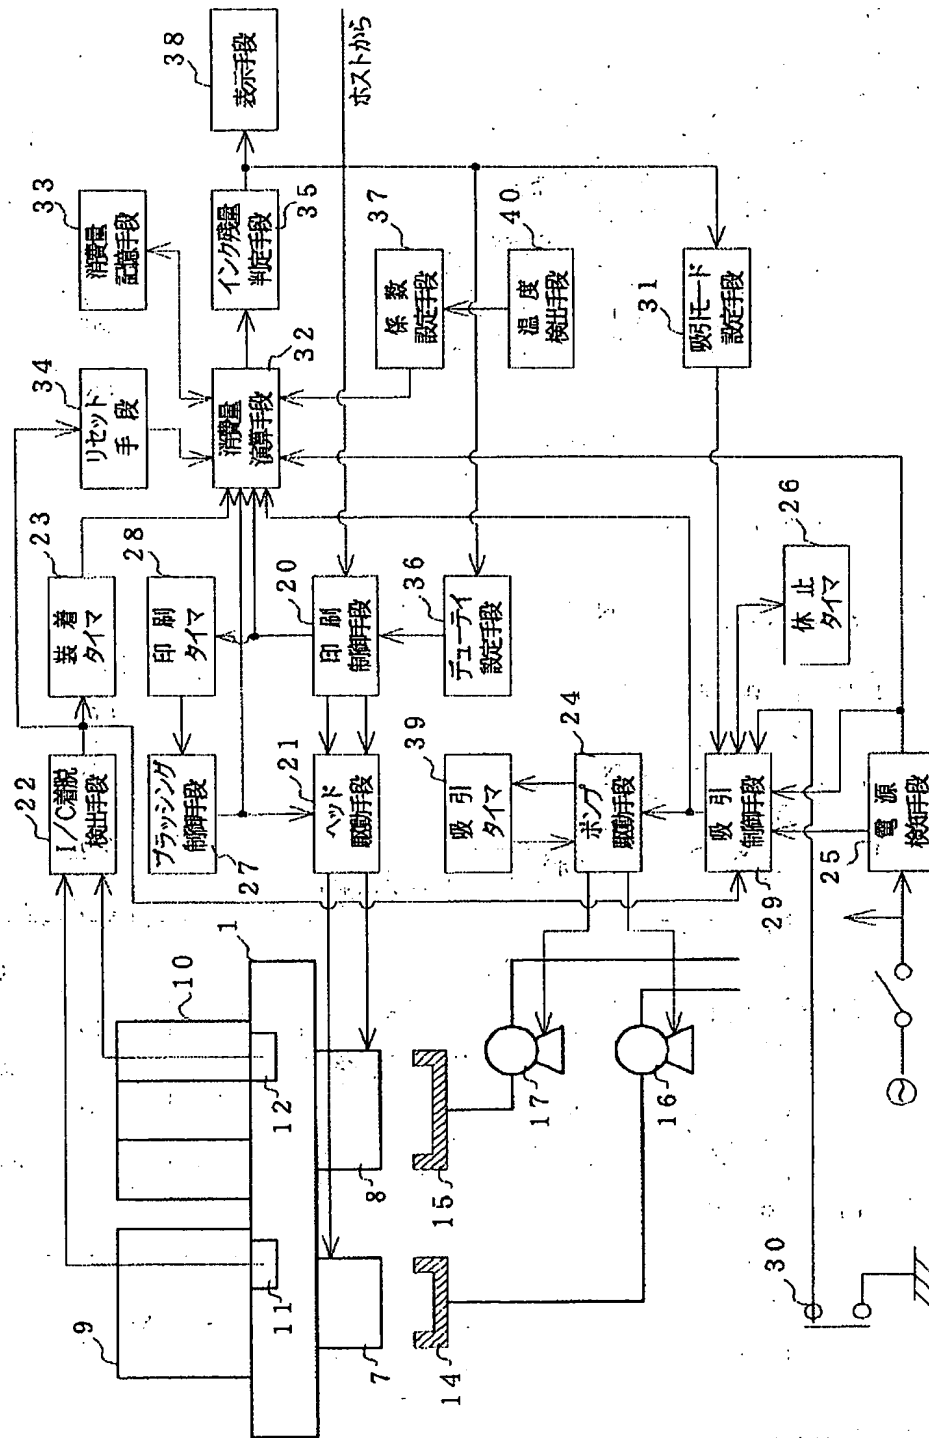 9
10
1
11
12
7
8
14
15
17
16
30
22
I/C着脱
検出手段
23
装着
タイマ
34
リセット
手段
33
消費量
記憶手段
38
表示手段
28
印刷
タイマ
27
フラッシング
制御手段
32
消費量
演算手段
35
インク残量
判定手段
ホストから
21
ヘッド
駆動手段
20
印刷
制御手段
36
デューティ
設定手段
37
係数
設定手段
40
温度
検出手段
39
吸引
タイマ
24
ポンプ
駆動手段
31
吸引モード
設定手段
29
吸引
制御手段
26
休止
タイマ
25
電源
検知手段